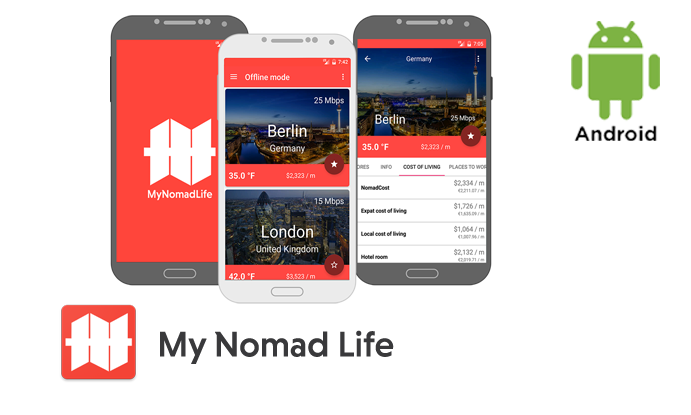 MyNomadLife
7:42
Offline mode
25 Mbps
Berlin
Germany
35.0 °F
$2,323 / m
15 Mbps
London
United Kingdom
42.0 °F
$3,523 / m
7:05
Germany
Berlin
25 Mbps
35.0 °F
$2,323 / m
ORES INFO COST OF LIVING PLACES TO WOR
NomadCost
$2,334 / m
€2,211.07 / m
Expat cost of living
$1,726 / m
€1,635.09 / m
Local cost of living
$1,064 / m
€1,007.96 / m
Hotel room
$2,132 / m
€2,019.71 / m
Android
My Nomad Life